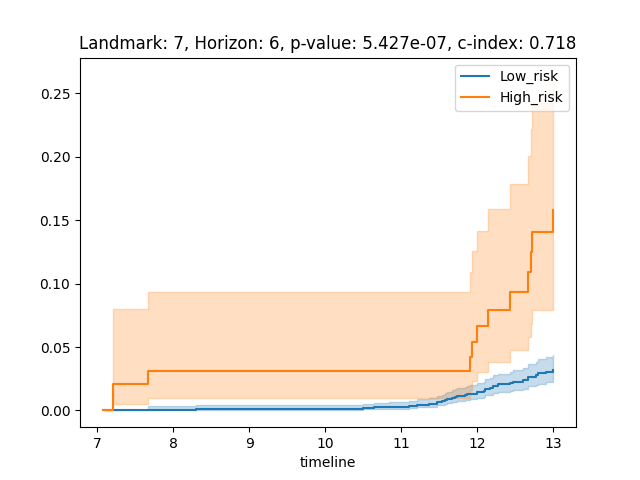 Landmark: 7, Horizon: 6, p-value: 5.427e-07, c-index: 0.718
Low_risk
High_risk
0.25
0.20
0.15
0.10
0.05
0.00
7 8 9 10 11 12 13
timeline